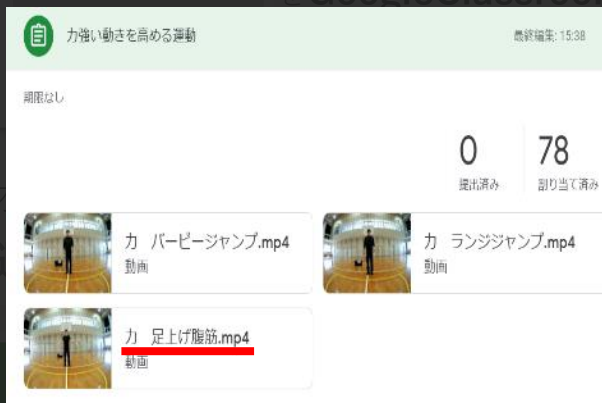 力強い動きを高める運動
最終編集: 15:38
期限なし
0
78
提出済み
割り当て済み
力　バーピージャンプ.mp4
動画
力　ランジジャンプ.mp4
動画
力　足上げ腹筋.mp4
動画